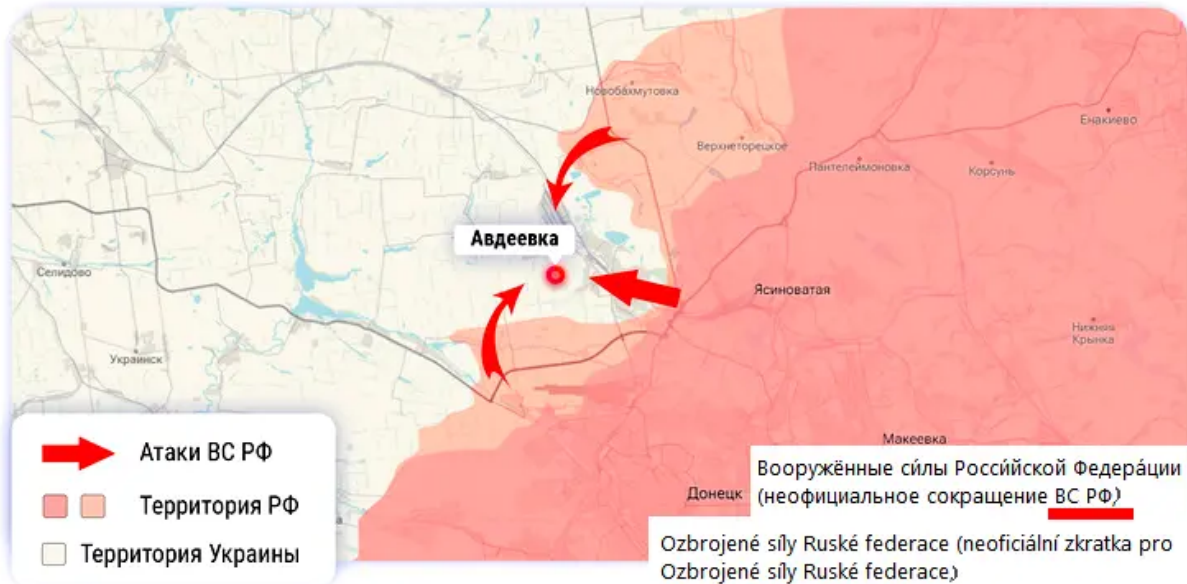 Новобахмутовка
Верхнеторецкое
Енакиево
Пантелеймоновка
Корсунь
Авдеевка
Селидово
Ясиноватая
Нижняя
Крынка
Украинск
Макеевка
Донецк
Атаки ВС РФ
Территория РФ
Территория Украины
Вооружённые си́лы Росси́йской Федера́ции
(неофициальное сокращение ВС РФ,)
Ozbrojené síly Ruské federace (neoficiální zkratka pro
Ozbrojené síly Ruské federace,)